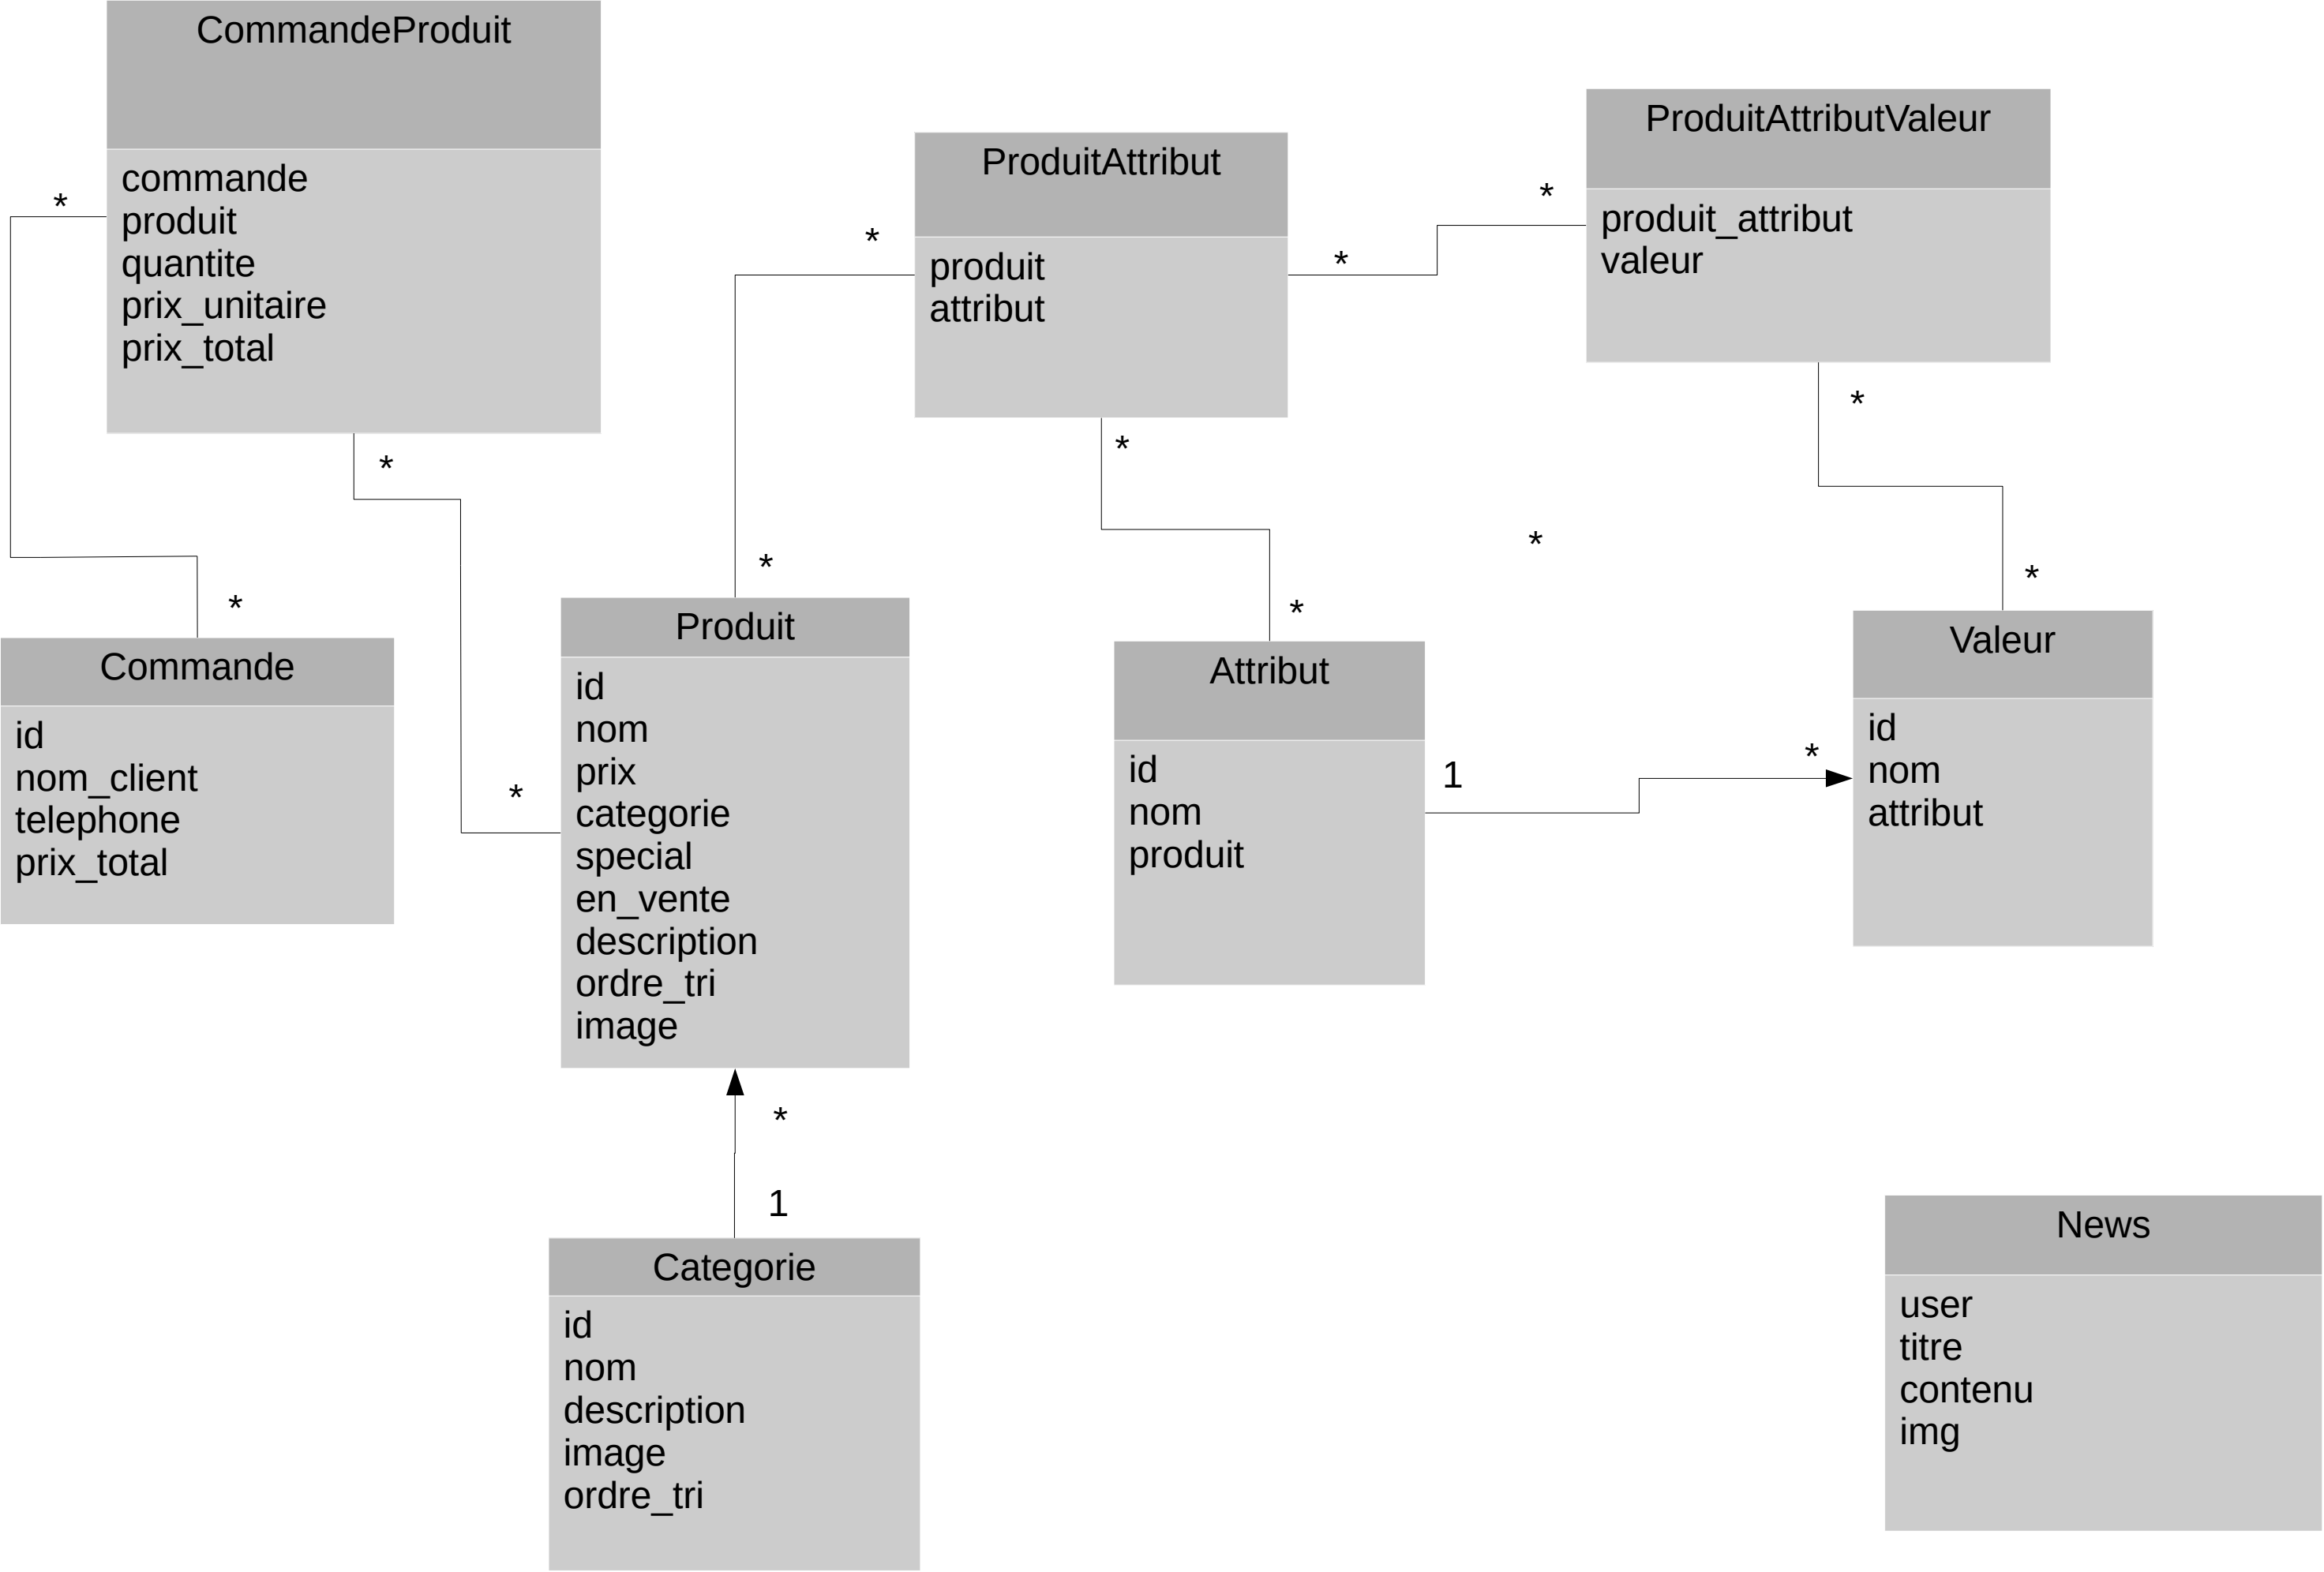 CommandeProduit
commande
produit
quantite
prix_unitaire
prix_total
*
*
ProduitAttribut
produit
attribut
*
*
*
ProduitAttributValeur
produit_attribut
valeur
*
*
*
*
*
*
*
*
Commande
id
nom_client
telephone
prix_total
Produit
id
nom
prix
categorie
special
en_vente
description
ordre_tri
image
*
Attribut
id
nom
produit
1
*
Valeur
id
nom
attribut
*
1
Categorie
id
nom
description
image
ordre_tri
News
user
titre
contenu
img